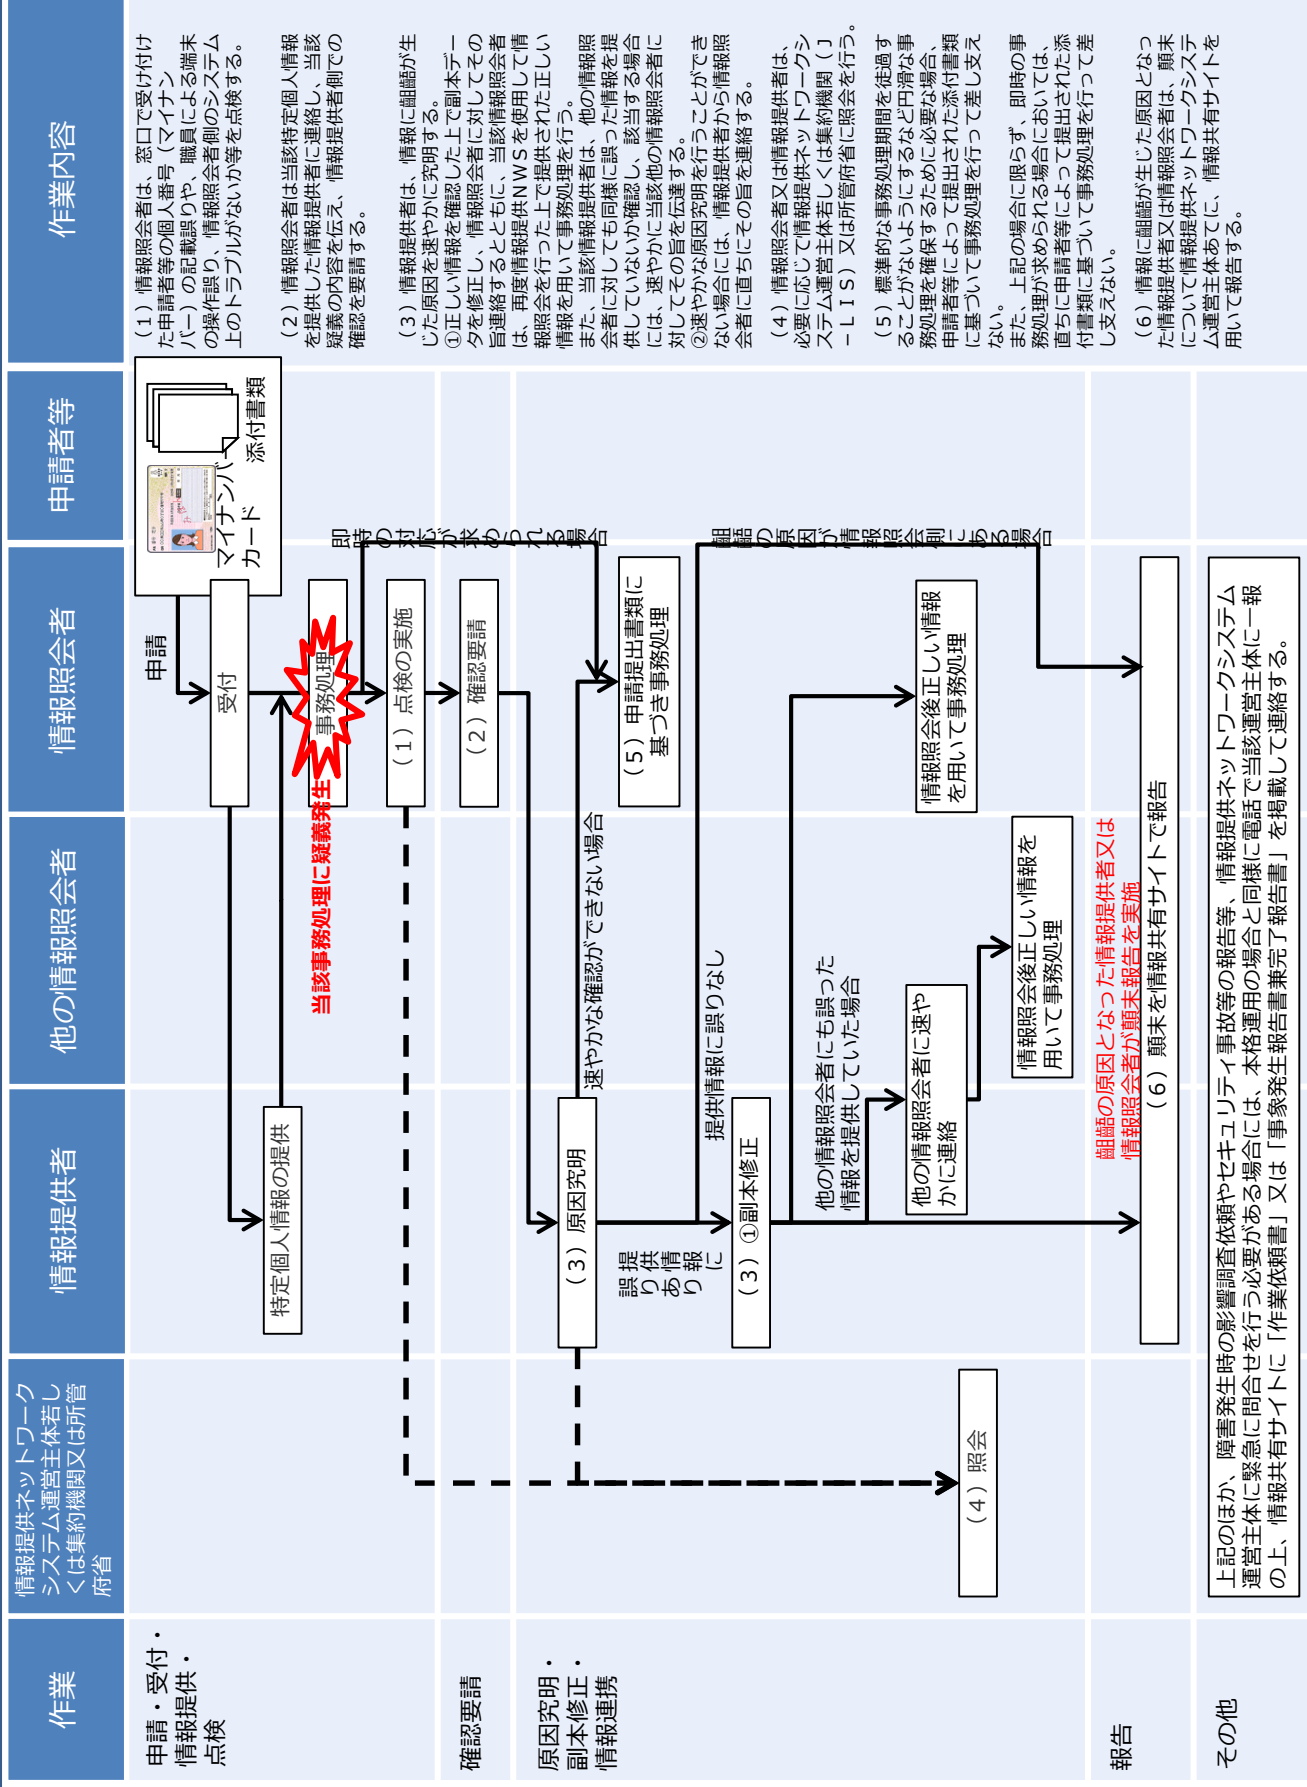 作業
情報提供ネットワーク
システム運営主体若し
くは集約機関又は所管
府省
情報提供者
他の情報照会者
情報照会者
申請者等
作業内容
申請・受付・
情報提供・
点検
確認要請
原因究明・
副本修正・
情報連携
報告
その他
マイナンバー
カード
添付書類
申請
受付
特定個人情報の提供
事務処理
当該事務処理に疑義発生
(1)点検の実施
(2)確認要請
即時の対応が求められる場合
(3)原因究明
速やかな確認ができない場合
(5)申請提出書類に
基づき事務処理
提供情報に
誤りあり
提供情報に誤りなし
齟齬の原因が情報照会側にある場合
(3)①副本修正
他の情報照会者にも誤った
情報を提供していた場合
他の情報照会者に速や
かに連絡
情報照会後正しい情報
を用いて事務処理
情報照会後正しい情報を
用いて事務処理
(4)照会
齟齬の原因となった情報提供者又は
情報照会者が顛末報告を実施
(6)顛末を情報共有サイトで報告
上記のほか、障害発生時の影響調査依頼やセキュリティ事故等の報告等、情報提供ネットワークシステム
運営主体に緊急に問合せを行う必要がある場合には、本格運用の場合と同様に電話で当該運営主体に一報
の上、情報共有サイトに「作業依頼書」又は「事象発生報告書兼完了報告書」を掲載して連絡する。
(1)情報照会者は、窓口で受け付け
た申請者等の個人番号(マイナン
バー)の記載誤りや、職員による端末
の操作誤り、情報照会者側のシステム
上のトラブルがないか等を点検する。
(2)情報照会者は当該特定個人情報
を提供した情報提供者に連絡し、当該
疑義の内容を伝え、情報提供者側での
確認を要請する。
(3)情報提供者は、情報に齟齬が生
じた原因を速やかに究明する。
①正しい情報を確認した上で副本デー
タを修正し、情報照会者に対してその
旨連絡するとともに、当該情報照会者
は、再度情報提供NWSを使用して情
報照会を行った上で提供された正しい
情報を用いて事務処理を行う。
また、当該情報提供者は、他の情報照
会者に対しても同様に誤った情報を提
供していないか確認し、該当する場合
には、速やかに当該他の情報照会者に
対してその旨を伝達する。
②速やかな原因究明を行うことができ
ない場合には、情報提供者から情報照
会者に直ちにその旨を連絡する。
(4)情報照会者又は情報提供者は、
必要に応じて情報提供ネットワークシ
ステム運営主体若しくは集約機関(J
-LIS)又は所管府省に照会を行う。
(5)標準的な事務処理期間を徒過す
ることがないようにするなど円滑な事
務処理を確保するために必要な場合、
申請者等によって提出された添付書類
に基づいて事務処理を行って差し支え
ない。
また、上記の場合に限らず、即時の事
務処理が求められる場合においては、
直ちに申請者等によって提出された添
付書類に基づいて事務処理を行って差
し支えない。
(6)情報に齟齬が生じた原因となっ
た情報提供者又は情報照会者は、顛末
について情報提供ネットワークシステ
ム運営主体あてに、情報共有サイトを
用いて報告する。